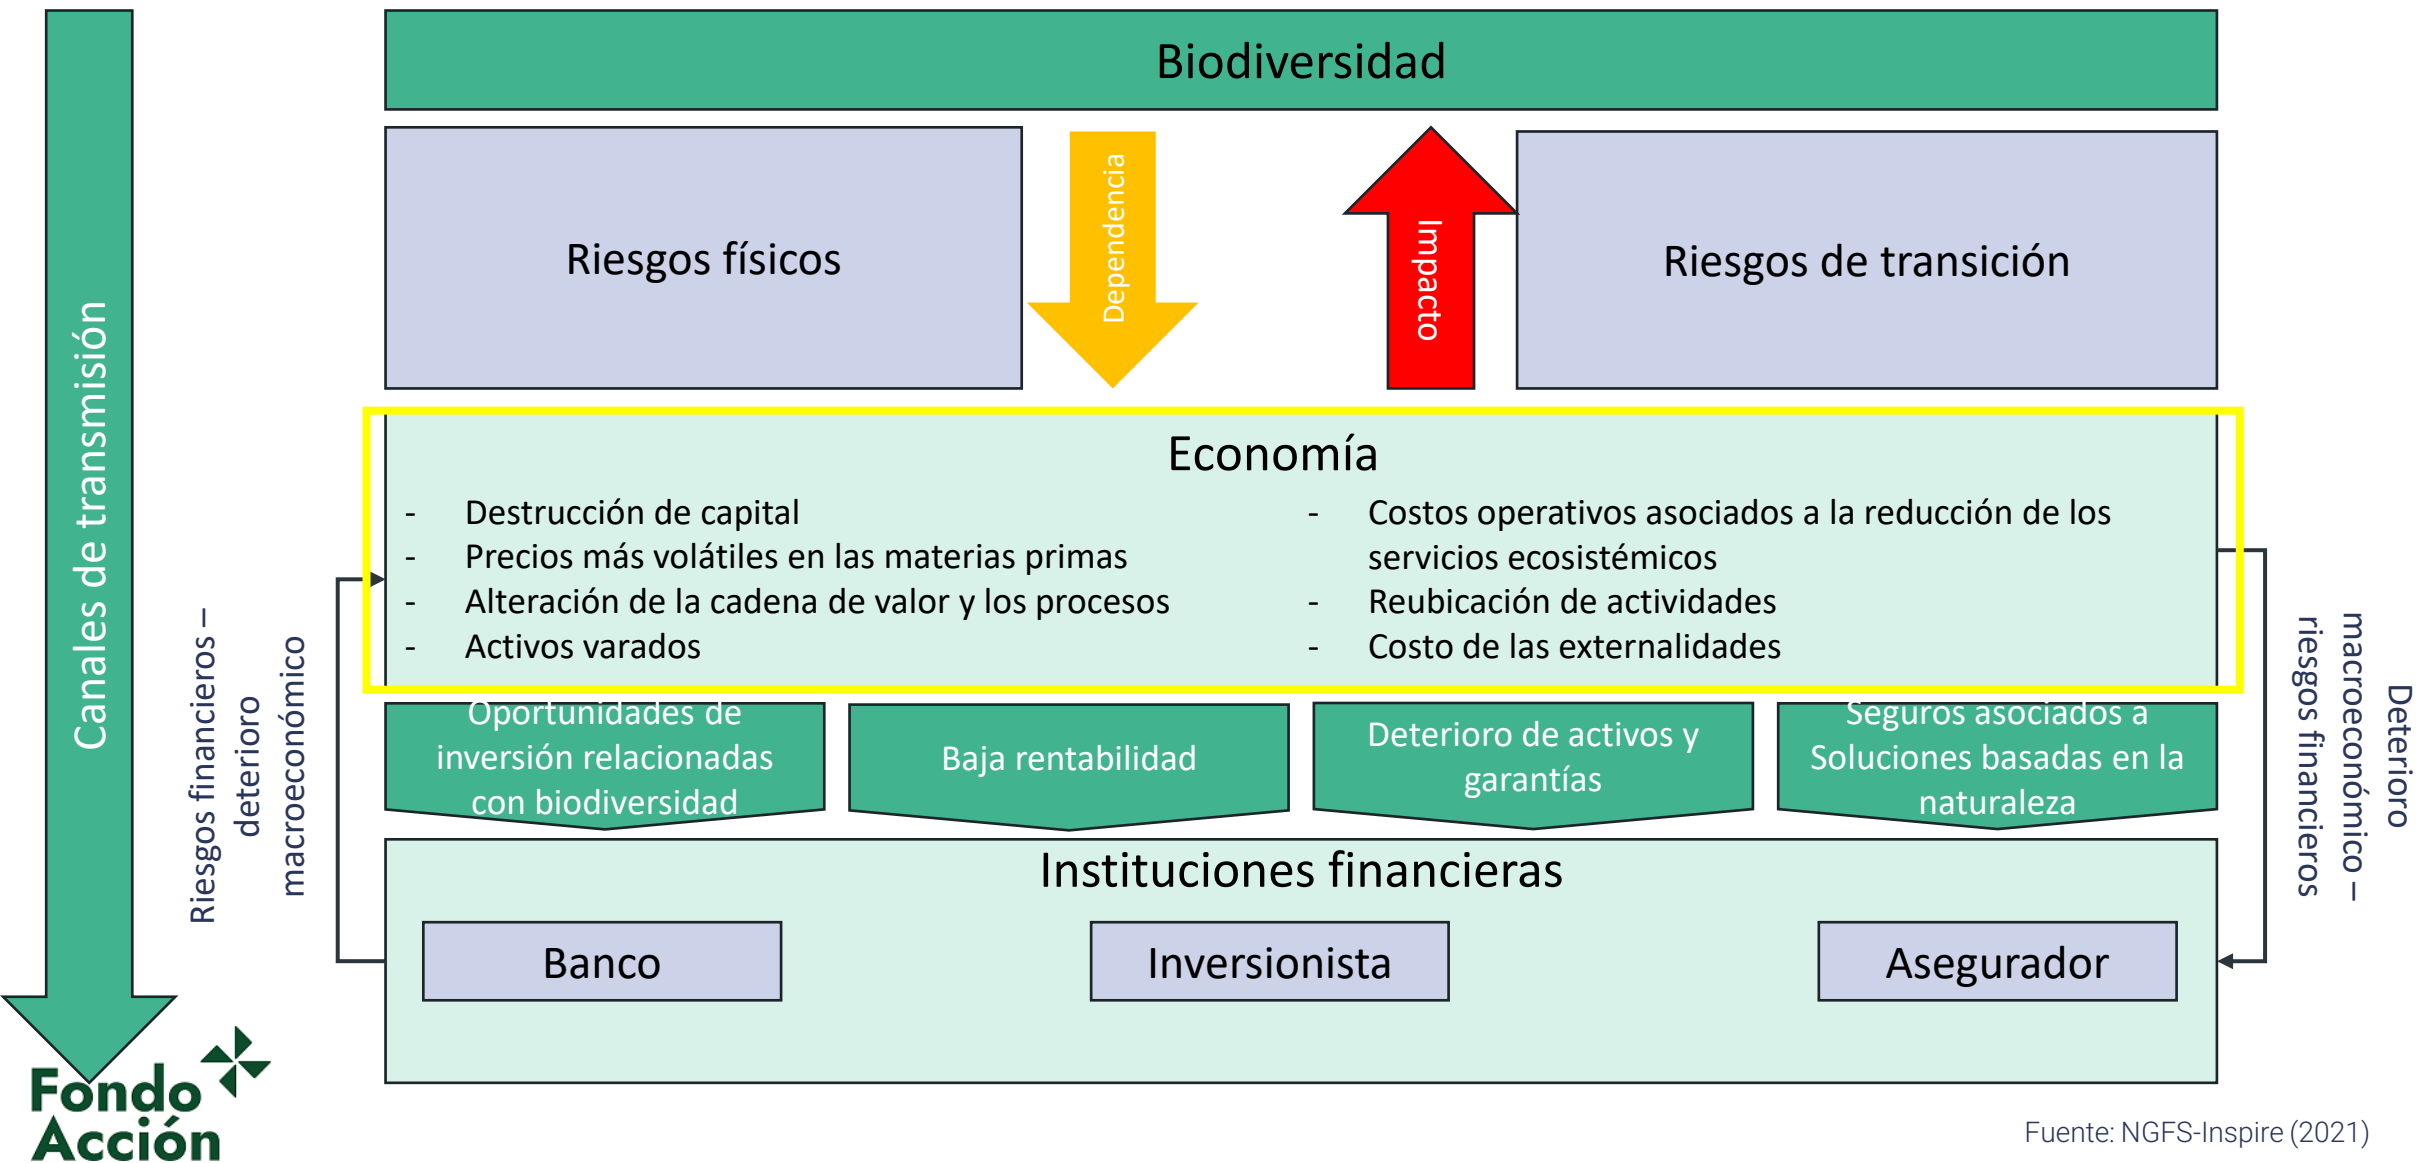 Biodiversidad
Canales de transmisión
Riesgos físicos
Dependencia
Impacto
Riesgos de transición
Economía
- Destrucción de capital
- Precios más volátiles en las materias primas
- Alteración de la cadena de valor y los procesos
- Activos varados
- Costos operativos asociados a la reducción de los
servicios ecosistémicos
- Reubicación de actividades
- Costo de las externalidades
Riesgos financieros –
deterioro
macroeconómico
Deterioro
macroeconómico –
riesgos financieros
Oportunidades de
inversión relacionadas
con biodiversidad
Baja rentabilidad
Deterioro de activos y
garantías
Seguros asociados a
Soluciones basadas en la
naturaleza
Instituciones financieras
Banco
Inversionista
Asegurador
Fondo
Acción
Fuente: NGFS-Inspire (2021)